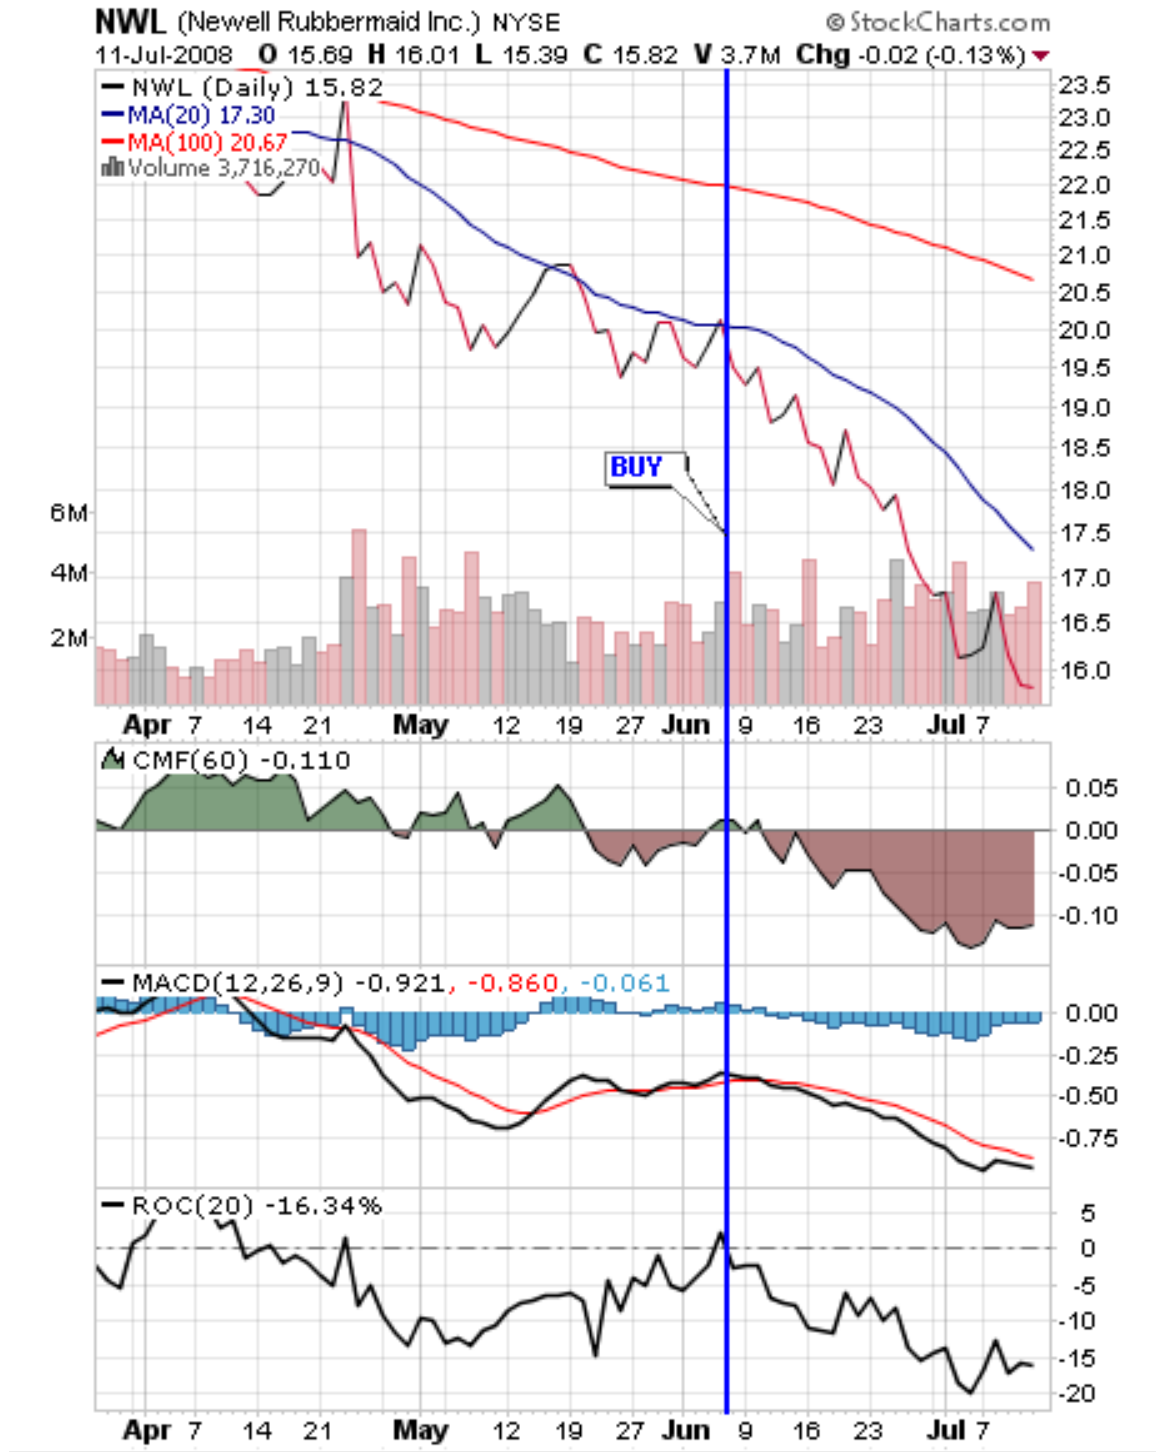 NWL (Newell Rubbermaid Inc.) NYSE © StockCharts.com
11-Jul-2008 O 15.69 H 16.01 L 15.39 C 15.82 V 3.7M Chg -0.02 (-0.13%)
NWL (Daily) 15.82
MA(20) 17.30
MA(100) 20.67
Volume 3,716,270
23.5
23.0
22.5
22.0
21.5
21.0
20.5
20.0
19.5
19.0
18.5
18.0
17.5
17.0
16.5
16.0
BUY
6M
4M
2M
Apr 7 14 21 May 12 19 27 Jun 9 16 23 Jul 7
CMF(60) -0.110
0.05
0.00
-0.05
-0.10
MACD(12,26,9) -0.921, -0.860, -0.061
0.00
-0.25
-0.50
-0.75
ROC(20) -16.34%
5
0
-5
-10
-15
-20
Apr 7 14 21 May 12 19 27 Jun 9 16 23 Jul 7